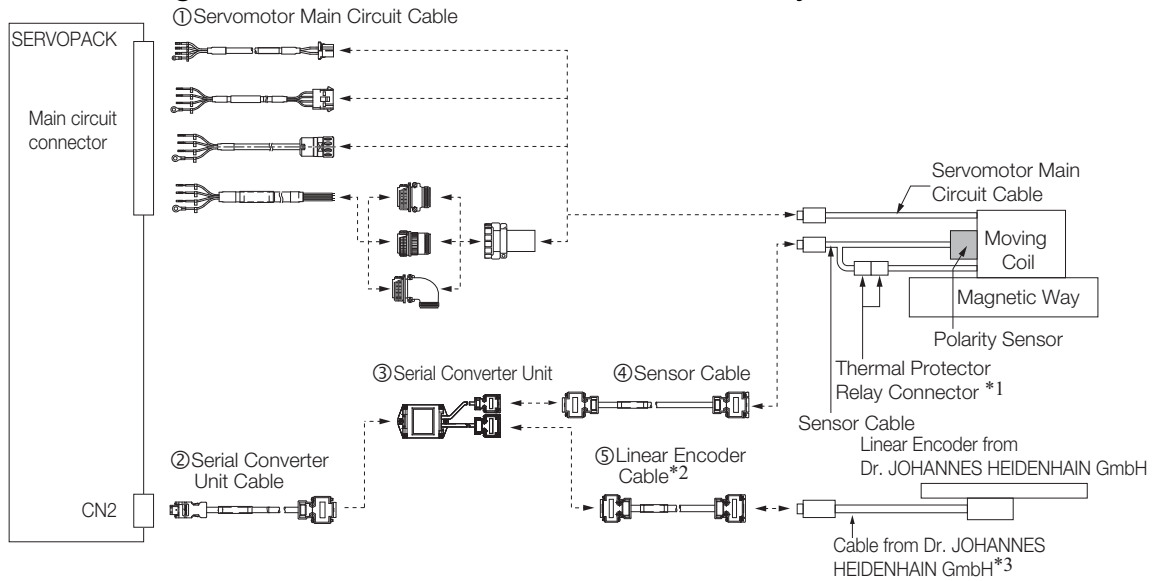 ①Servomotor Main Circuit Cable
SERVOPACK
Main circuit
connector
Servomotor Main
Circuit Cable
Moving
Coil
Magnetic Way
Polarity Sensor
Thermal Protector
Relay Connector *1
Sensor Cable
③Serial Converter Unit
④Sensor Cable
②Serial Converter
Unit Cable
CN2
⑤Linear Encoder
Cable*2
Linear Encoder from
Dr. JOHANNES HEIDENHAIN GmbH
Cable from Dr. JOHANNES
HEIDENHAIN GmbH*3